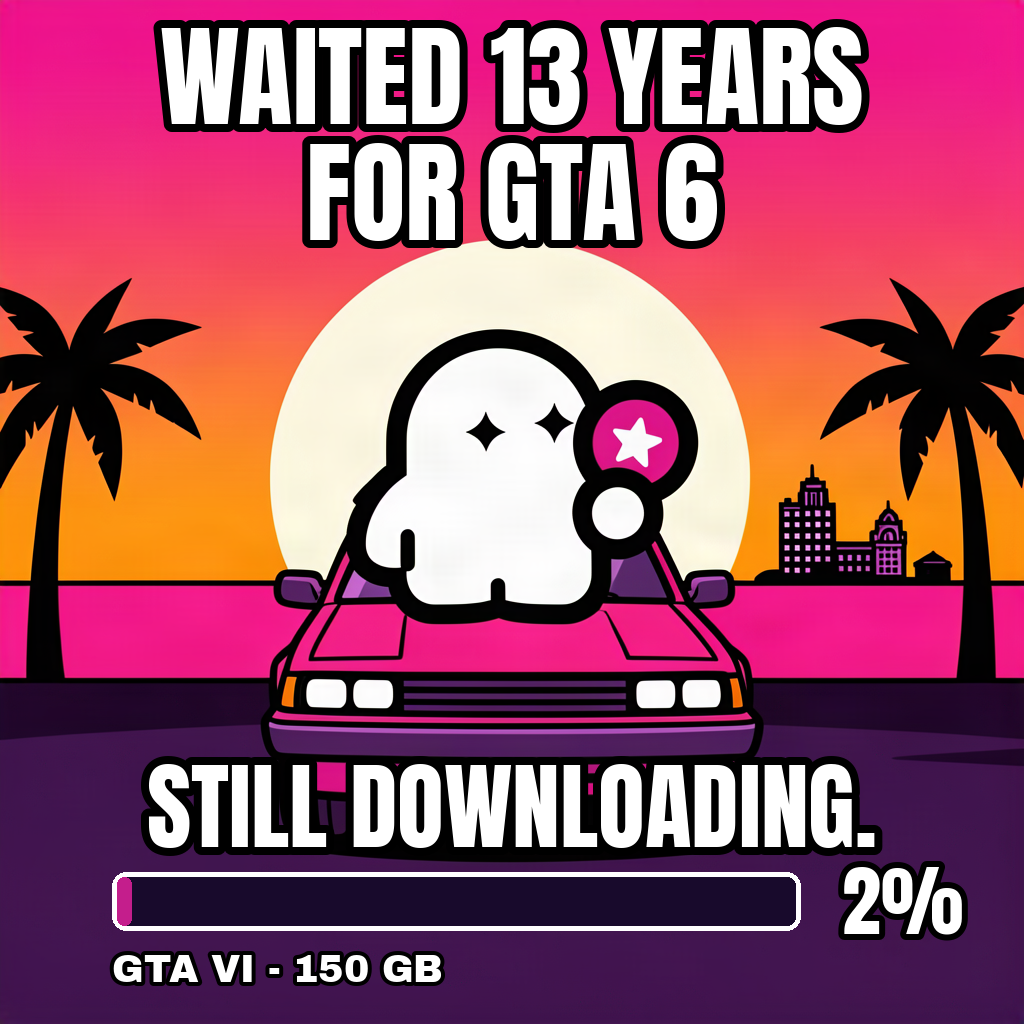 WAITED 13 YEARS
FOR GTA 6
STILL DOWNLOADING.
2%
GTA VI - 150 GB